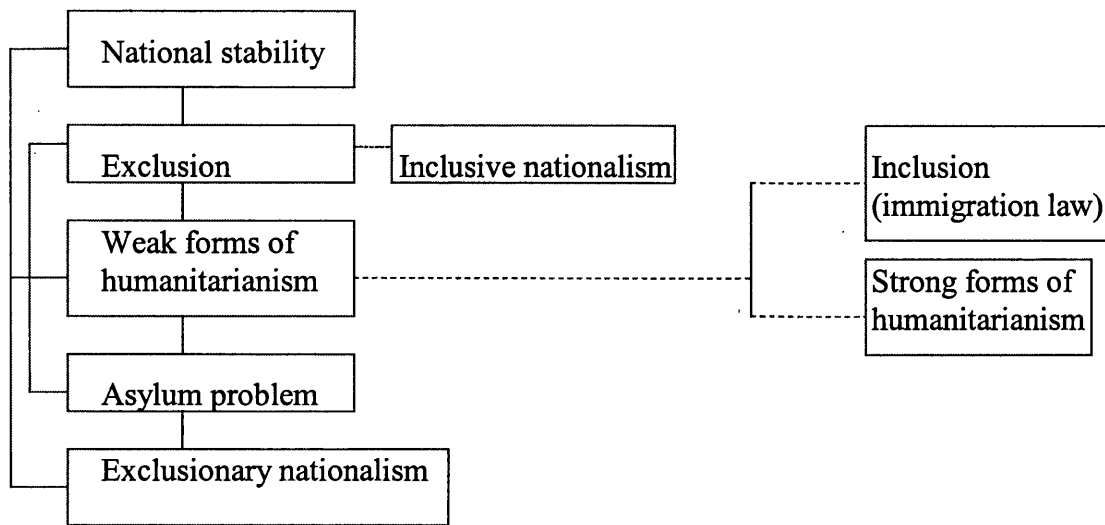 National stability
Exclusion
Inclusive nationalism
Inclusion
(immigration law)
Weak forms of
humanitarianism
Strong forms of
humanitarianism
Asylum problem
Exclusionary nationalism